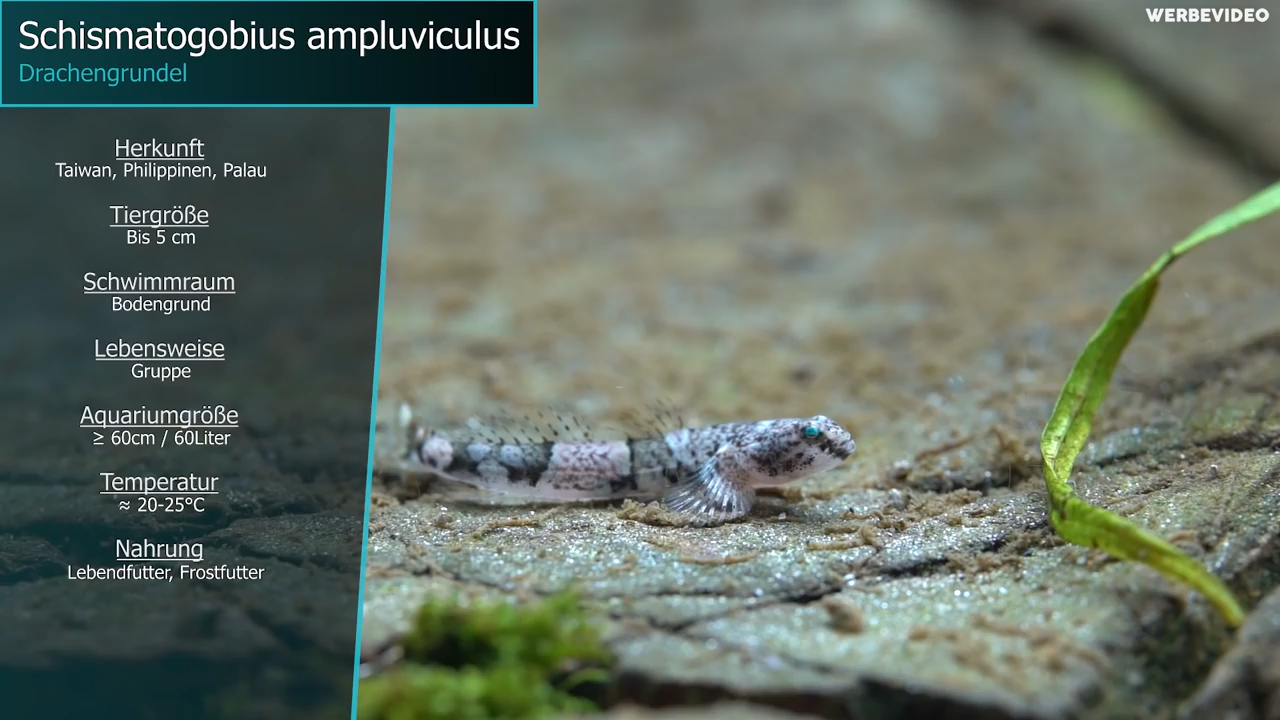 Schismatogobius ampluviculus
Drachengrundel
WERBEVIDEO
Herkunft
Taiwan, Philippinen, Palau
Tiergröße
Bis 5 cm
Schwimmraum
Bodengrund
Lebensweise
Gruppe
Aquariumgröße
≥ 60cm / 60Liter
Temperatur
≈ 20-25°C
Nahrung
Lebendfutter, Frostfutter